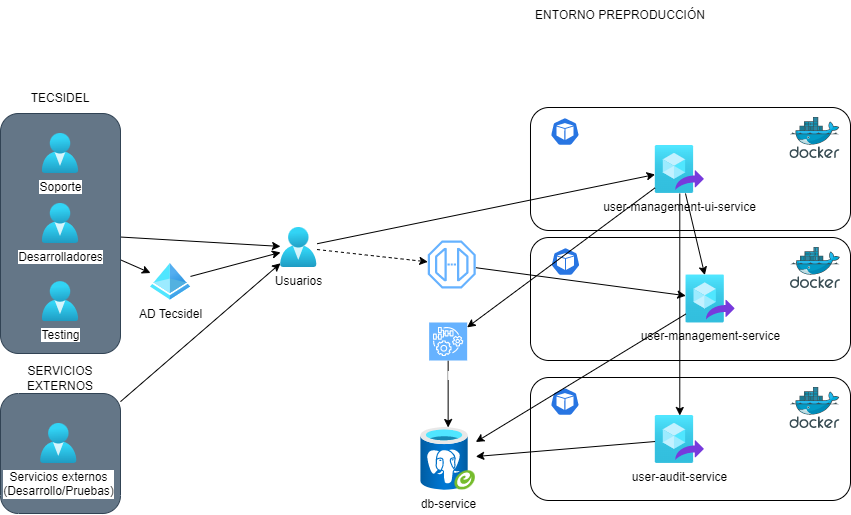 ENTORNO PREPRODUCCIÓN
TECSIDEL
Soporte
Desarrolladores
Testing
AD Tecsidel
Usuarios
SERVICIOS
EXTERNOS
Servicios externos
(Desarrollo/Pruebas)
docker
user-management-ui-service
docker
user-management-service
docker
user-audit-service
db-service